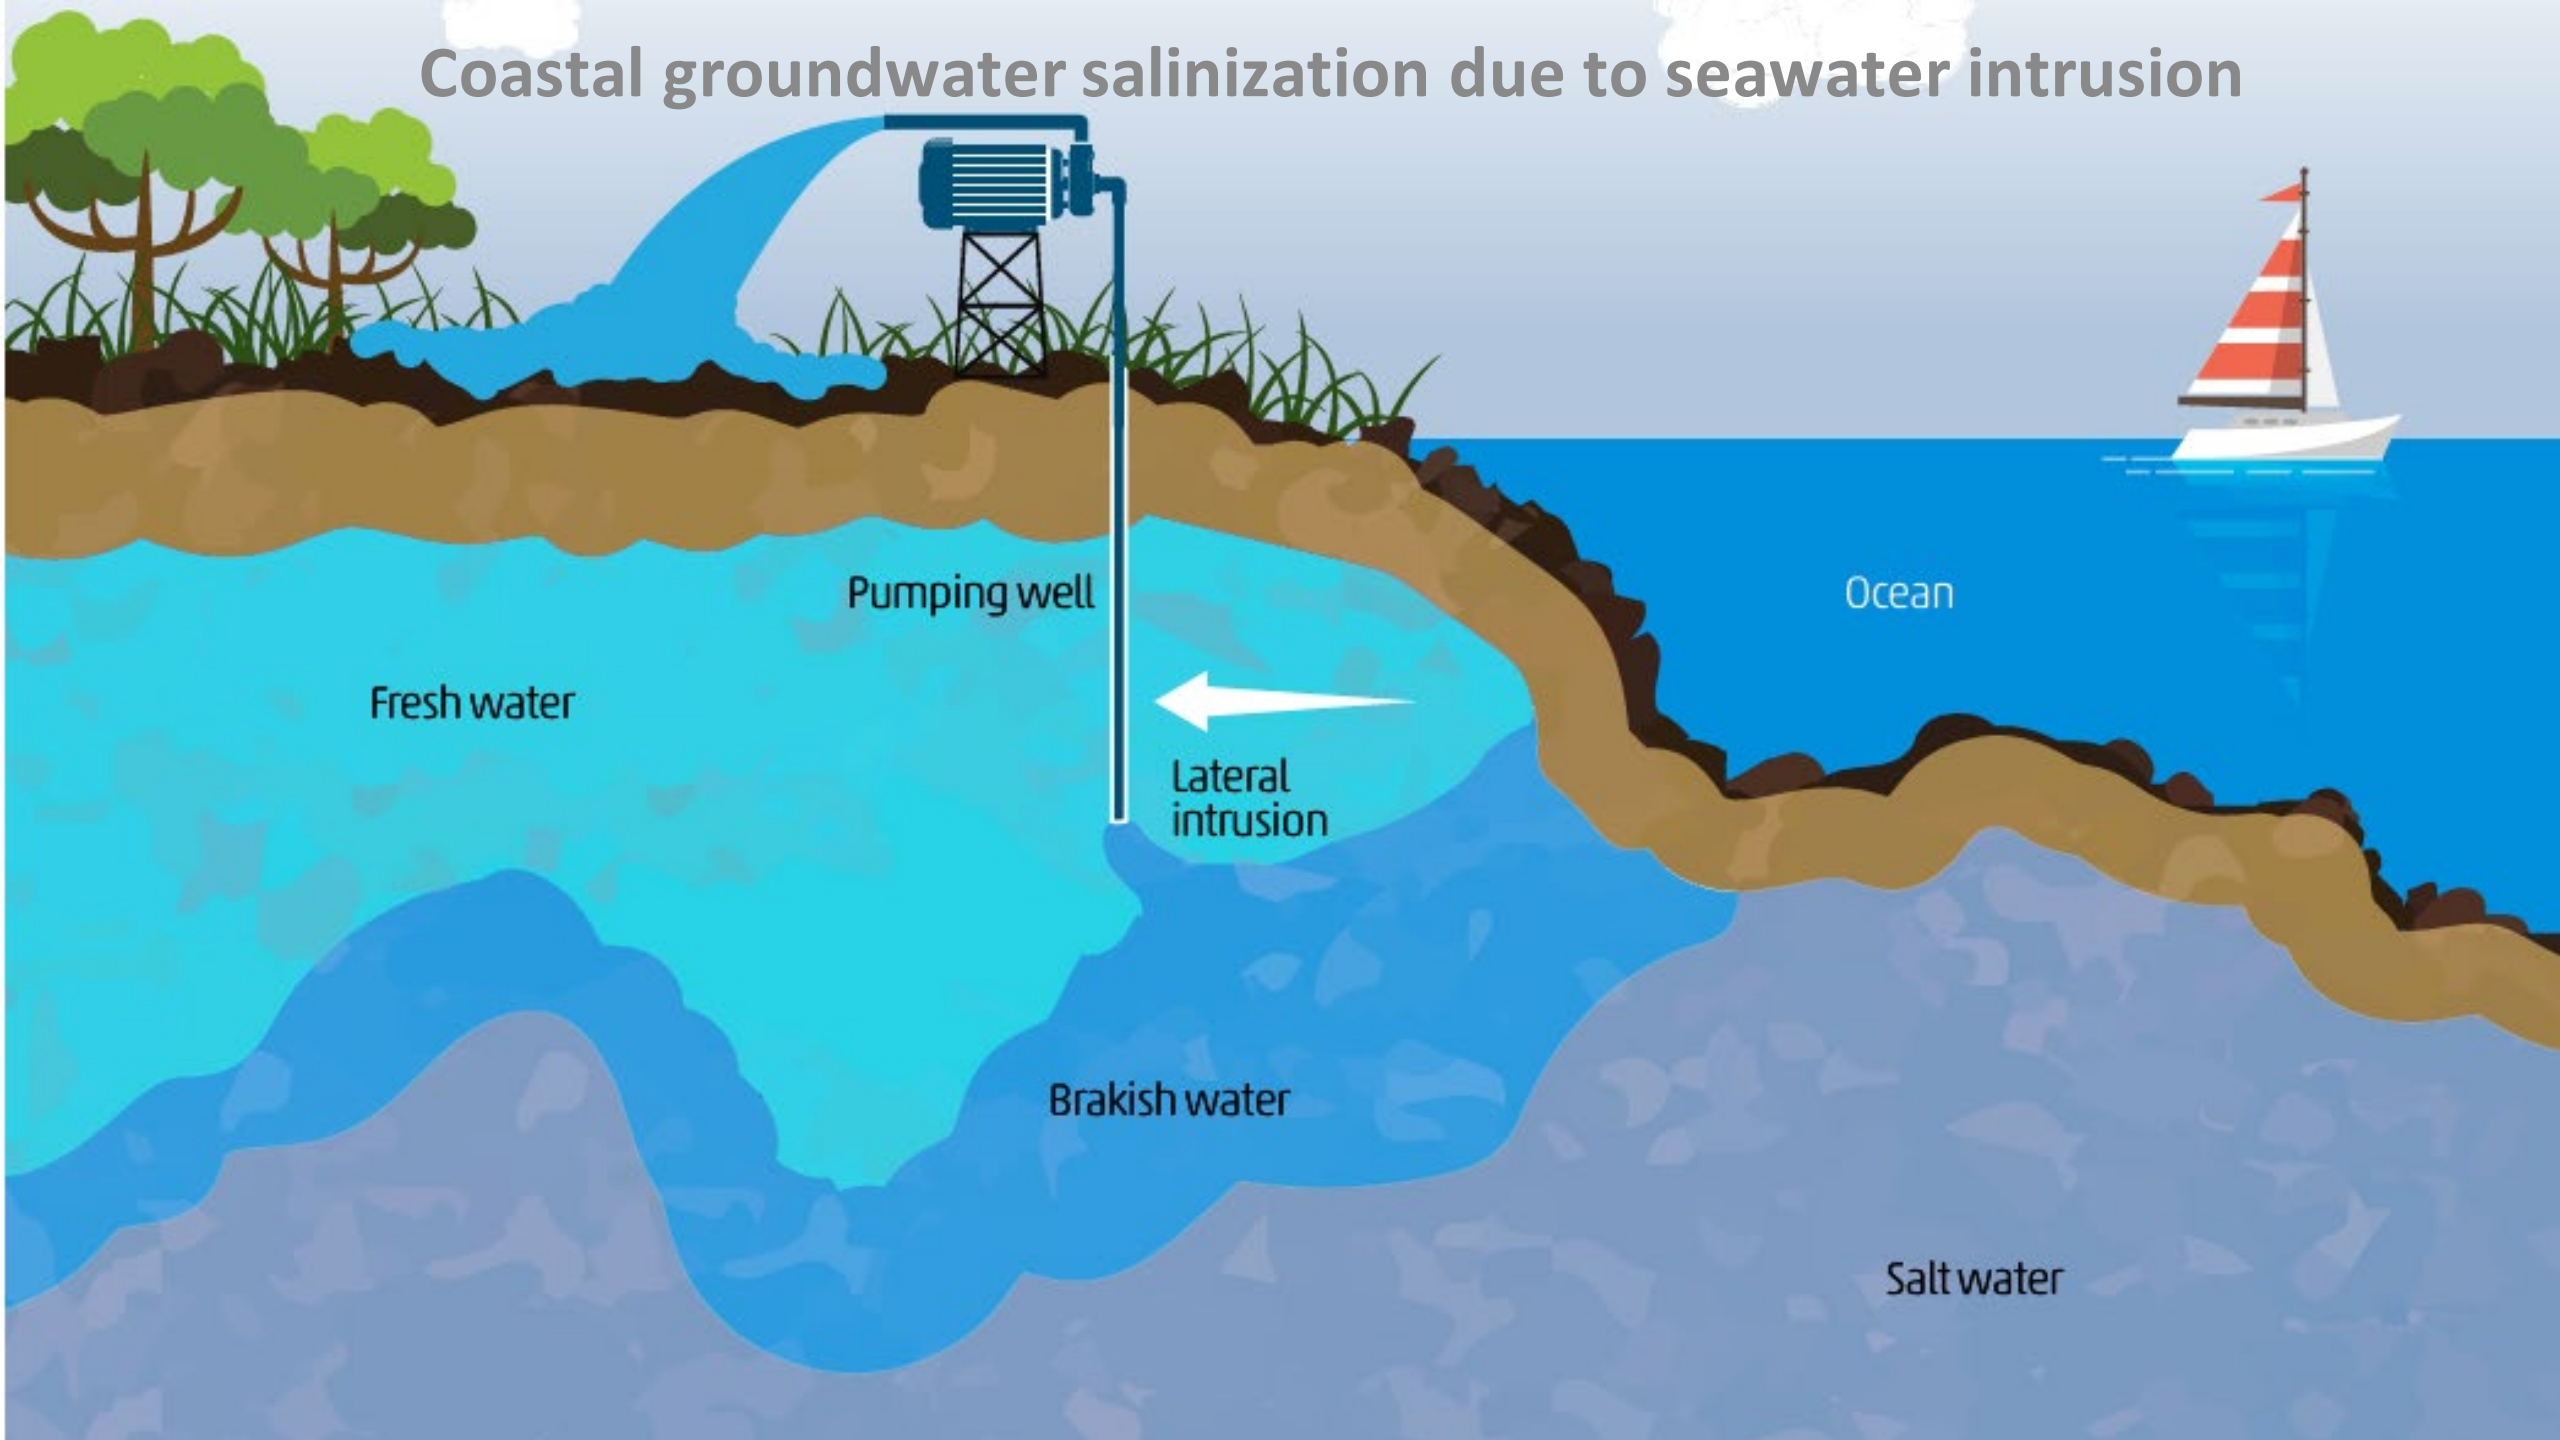 Coastal groundwater salinization due to seawater intrusion
Pumping well
Ocean
Fresh water
Lateral
intrusion
Brakish water
Salt water